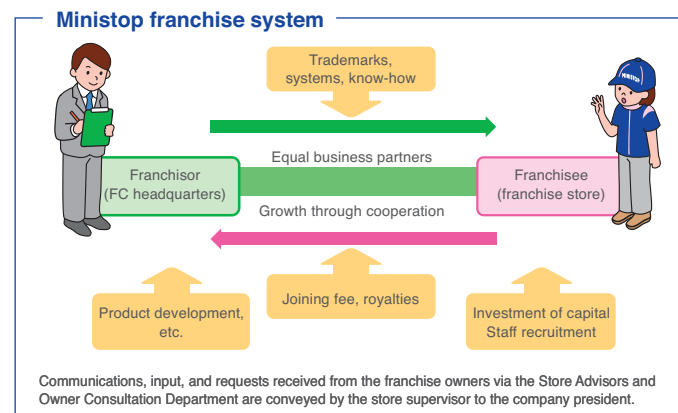 Ministop franchise system
Trademarks,
systems, know-how
MINISTOP
Equal business partners
Franchisor
(FC headquarters)
Franchisee
(franchise store)
Growth through cooperation
Product development,
etc.
Joining fee, royalties
Investment of capital
Staff recruitment
Communications, input, and requests received from the franchise owners via the Store Advisors and
Owner Consultation Department are conveyed by the store supervisor to the company president.